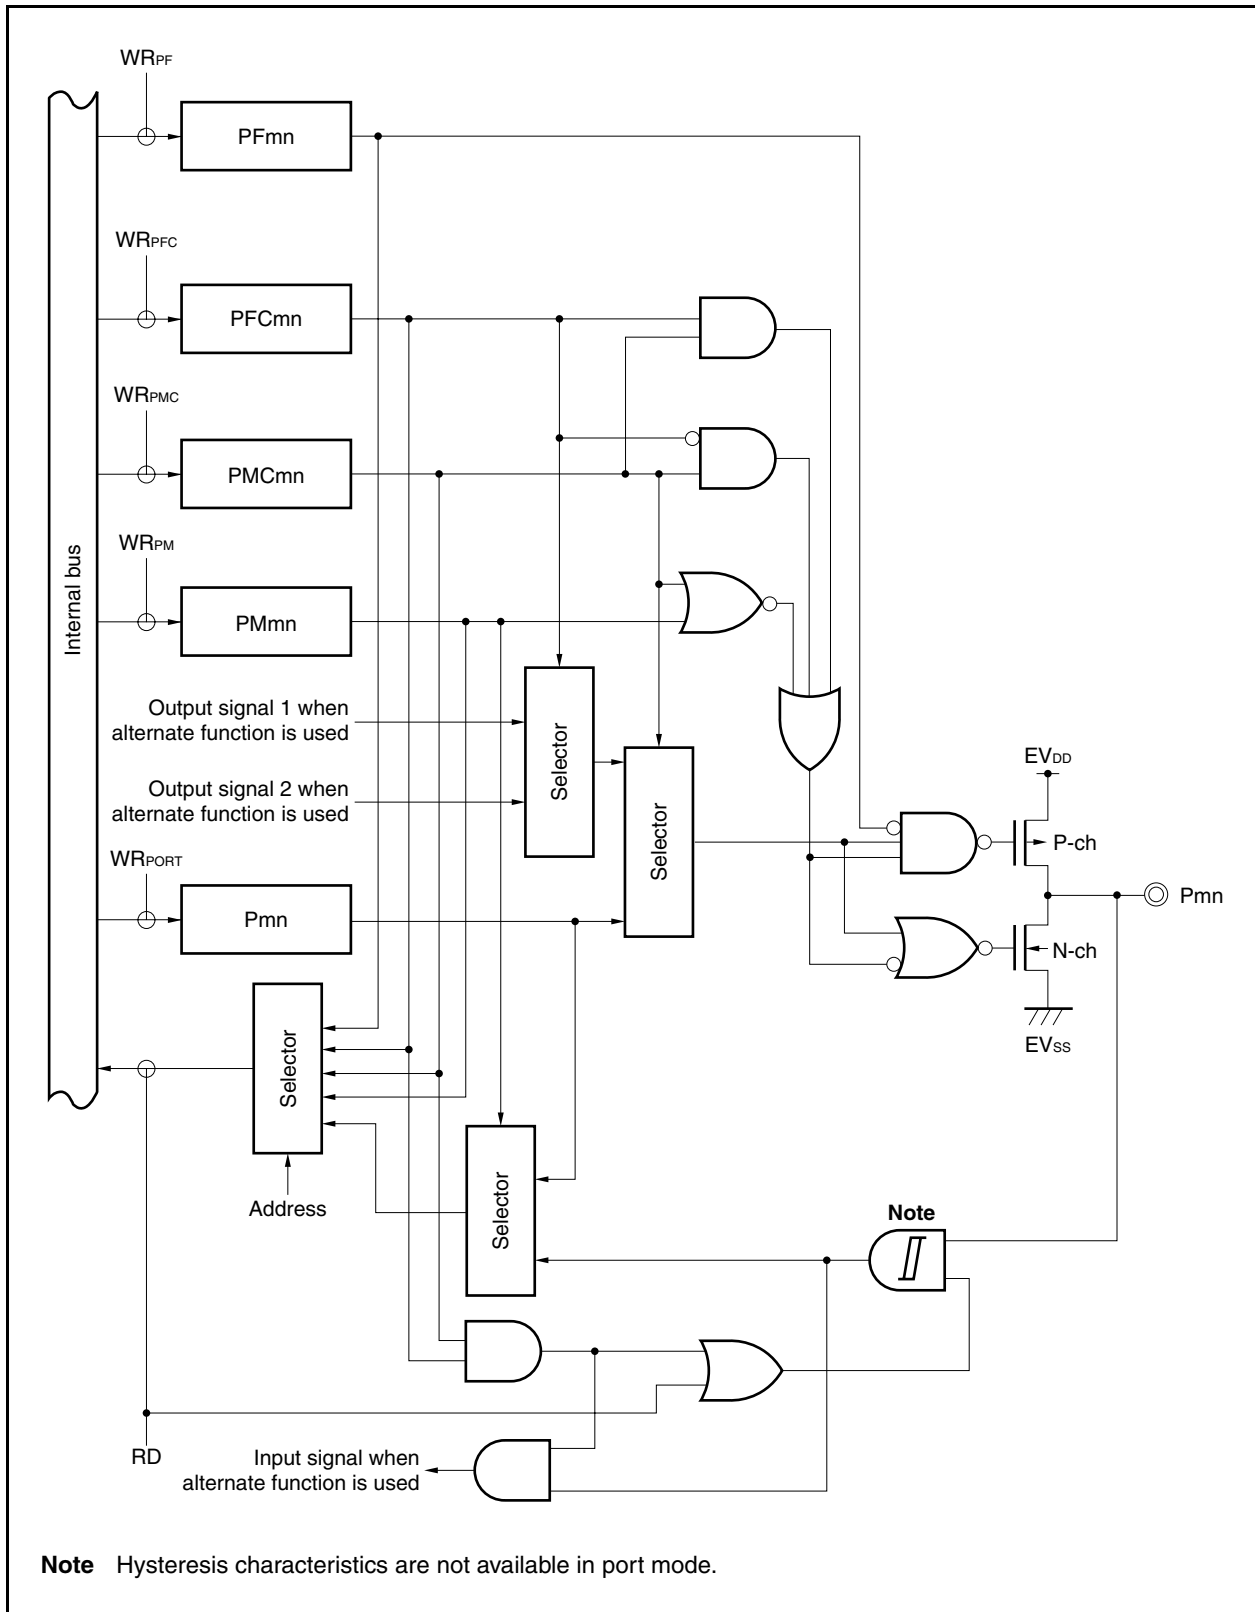 WRPF
PFmn
WRPFC
PFCmn
WRPMC
PMCmn
WRPM
PMmn
Internal bus
Output signal 1 when
alternate function is used
Output signal 2 when
alternate function is used
Selector
Selector
EVDD
P-ch
WRPORT
Pmn
Pmn
N-ch
EVSS
Selector
Address
Selector
Note
RD
Input signal when
alternate function is used
Note Hysteresis characteristics are not available in port mode.